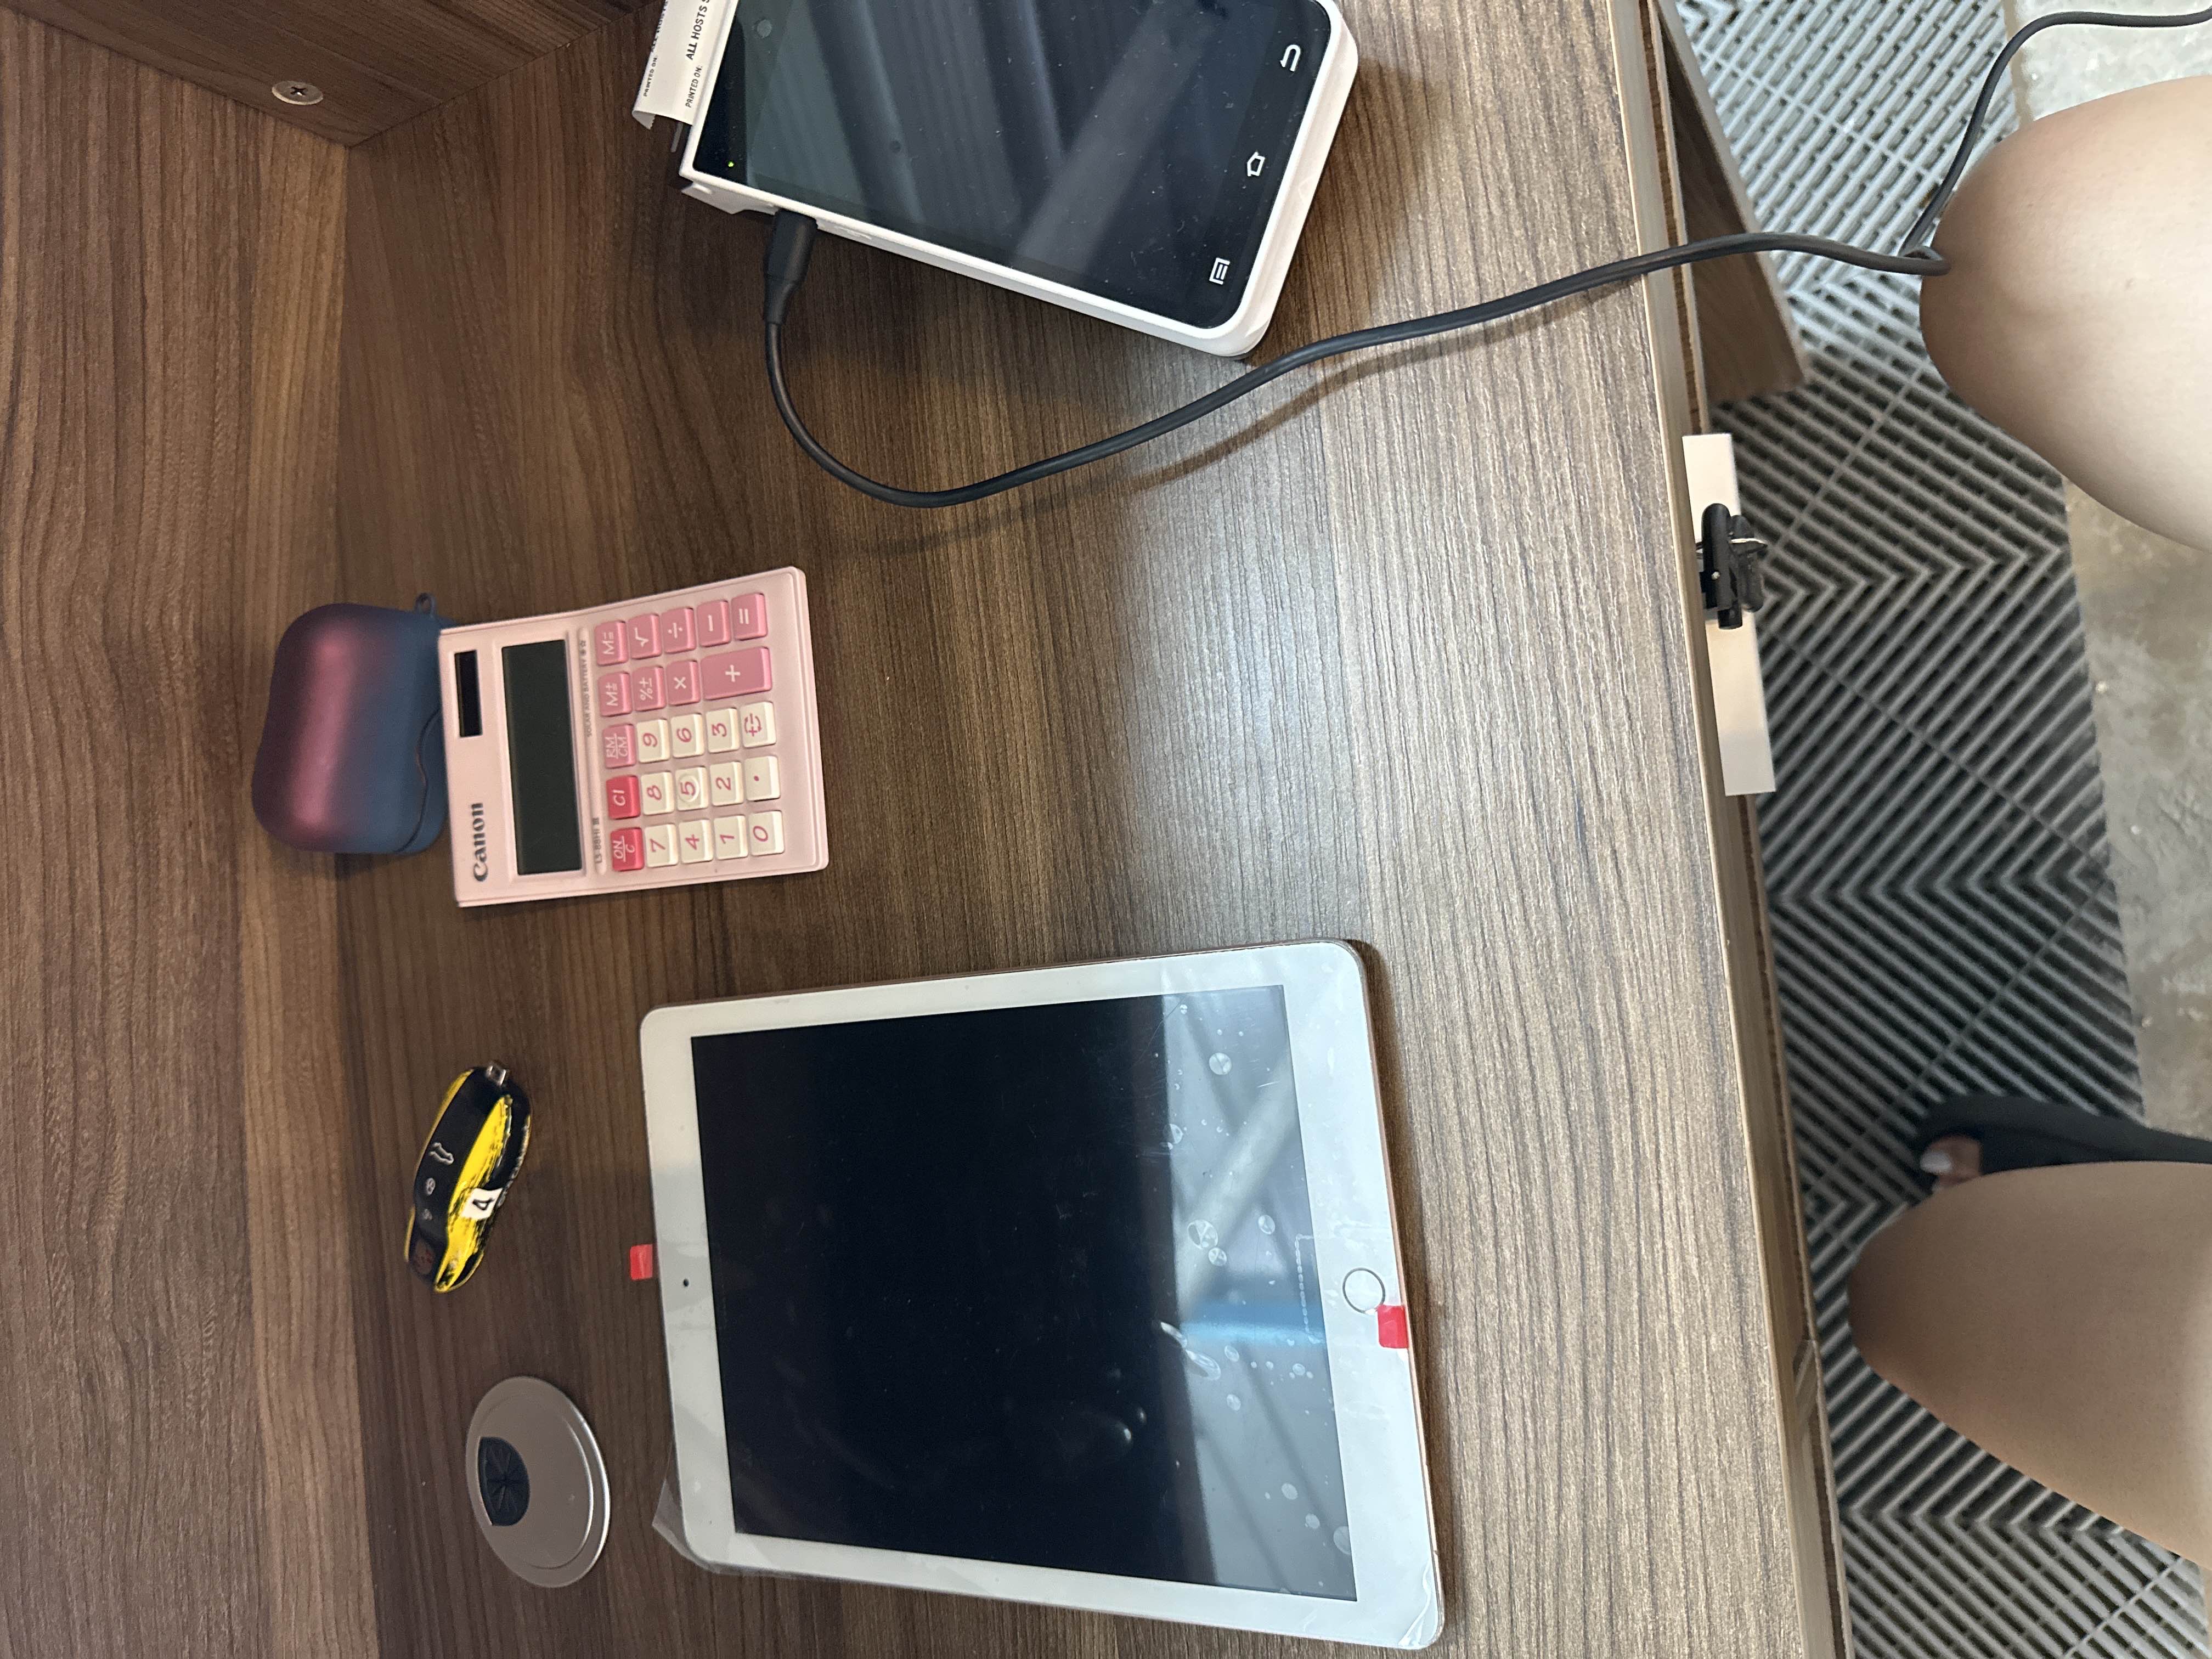 4
Canon
LS-88Hi III
SOLAR AND BATTERY
ON/C CI RM/CM M± M=
7 8 9 %± √
4 5 6 × ÷
1 2 3 + −
0 • =
PRINTED ON:
PRINTED ON: ALL HOSTS